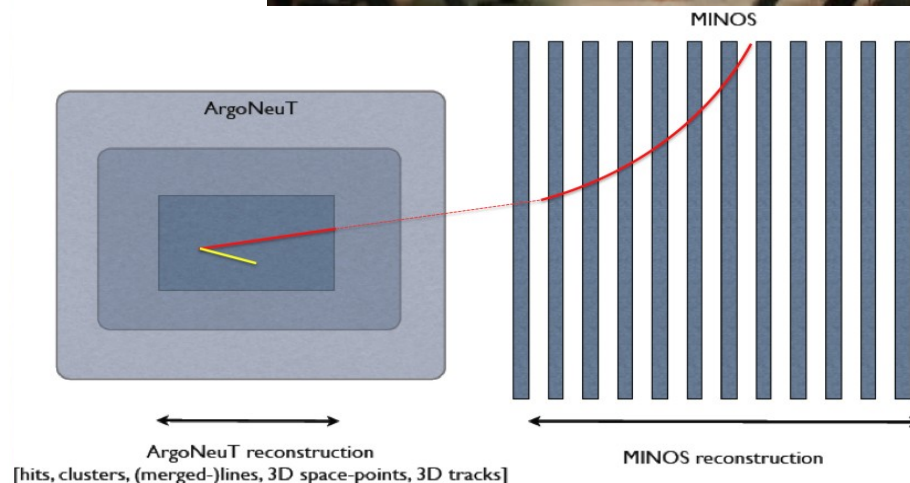 MINOS
ArgoNeuT
ArgoNeuT reconstruction
[hits, clusters, (merged-)lines, 3D space-points, 3D tracks]
MINOS reconstruction